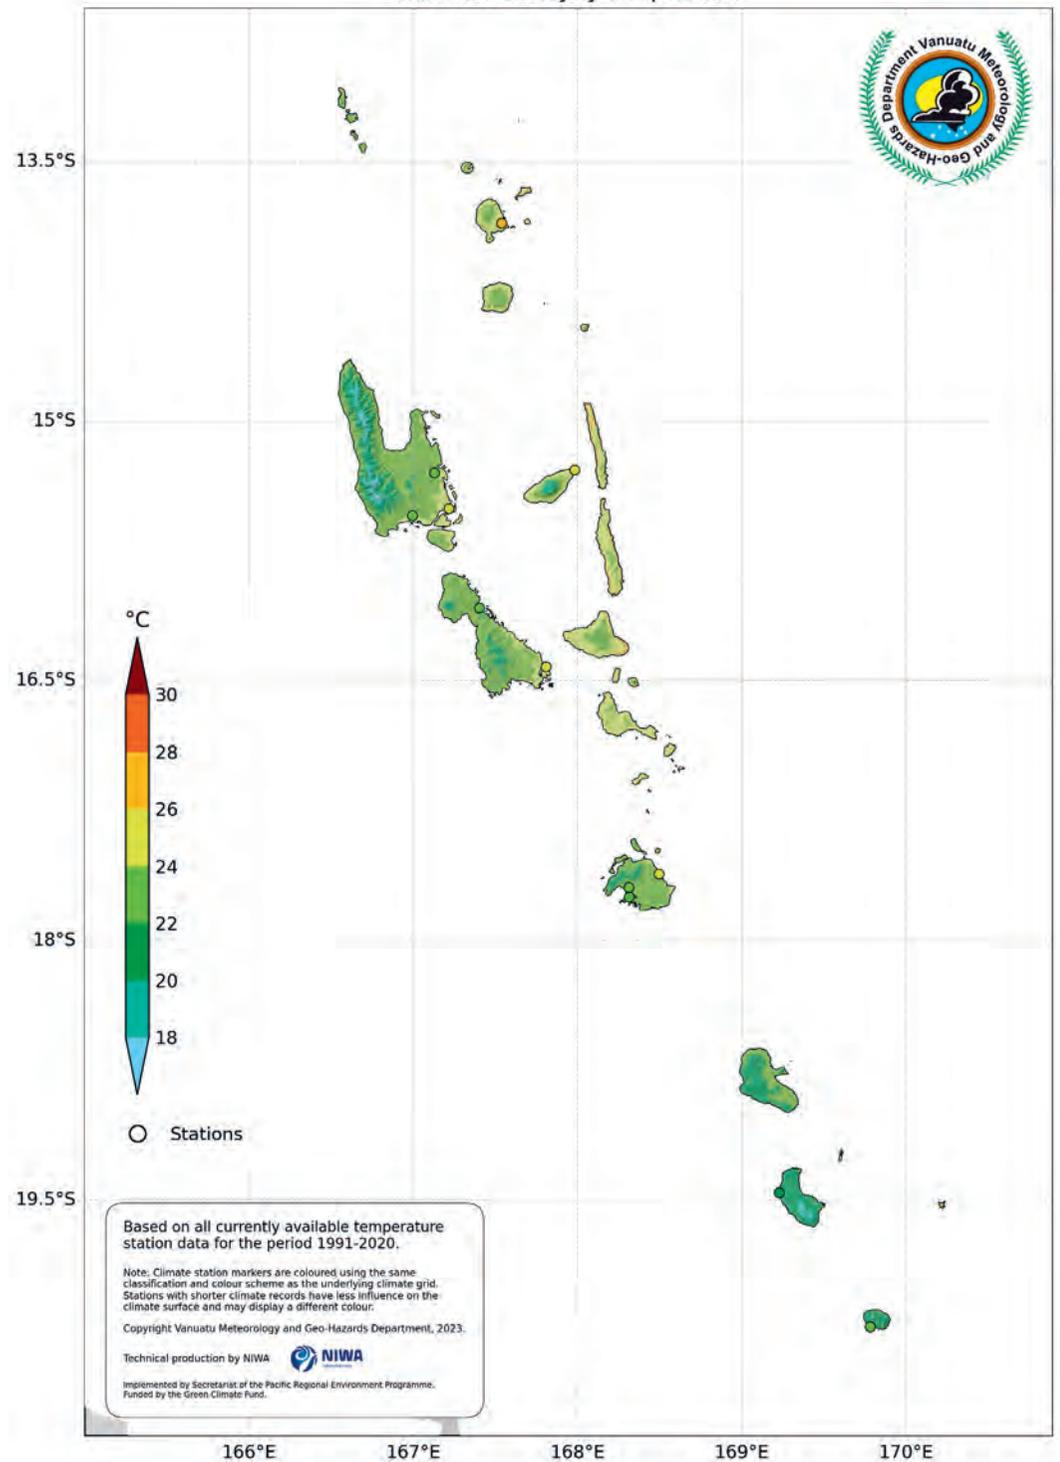 Vanuatu Meteorology and Geo-Hazards Department
13.5°S
15°S
16.5°S
18°S
19.5°S
°C
30
28
26
24
22
20
18
Stations
Based on all currently available temperature
station data for the period 1991-2020.
Note: Climate station markers are coloured using the same
classification and colour scheme as the underlying climate grid.
Stations with shorter climate records have less influence on the
climate surface and may display a different colour.
Copyright Vanuatu Meteorology and Geo-Hazards Department, 2023.
Technical production by NIWA
NIWA
Implemented by Secretariat of the Pacific Regional Environment Programme.
Funded by the Green Climate Fund.
166°E
167°E
168°E
169°E
170°E